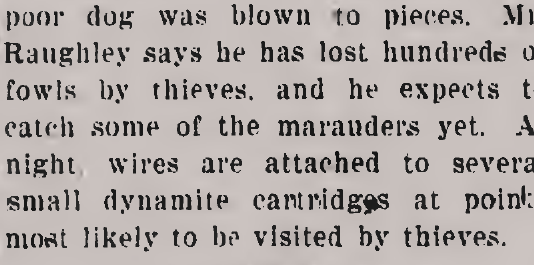 poor dog was blown to pieces. Mr
Raughley says he has lost hundreds o
fowls by thieves, and he expects t
catch some of the marauders yet. A
night wires are attached to severa
small dynamite cartridges at point
most likely to be visited by thieves.